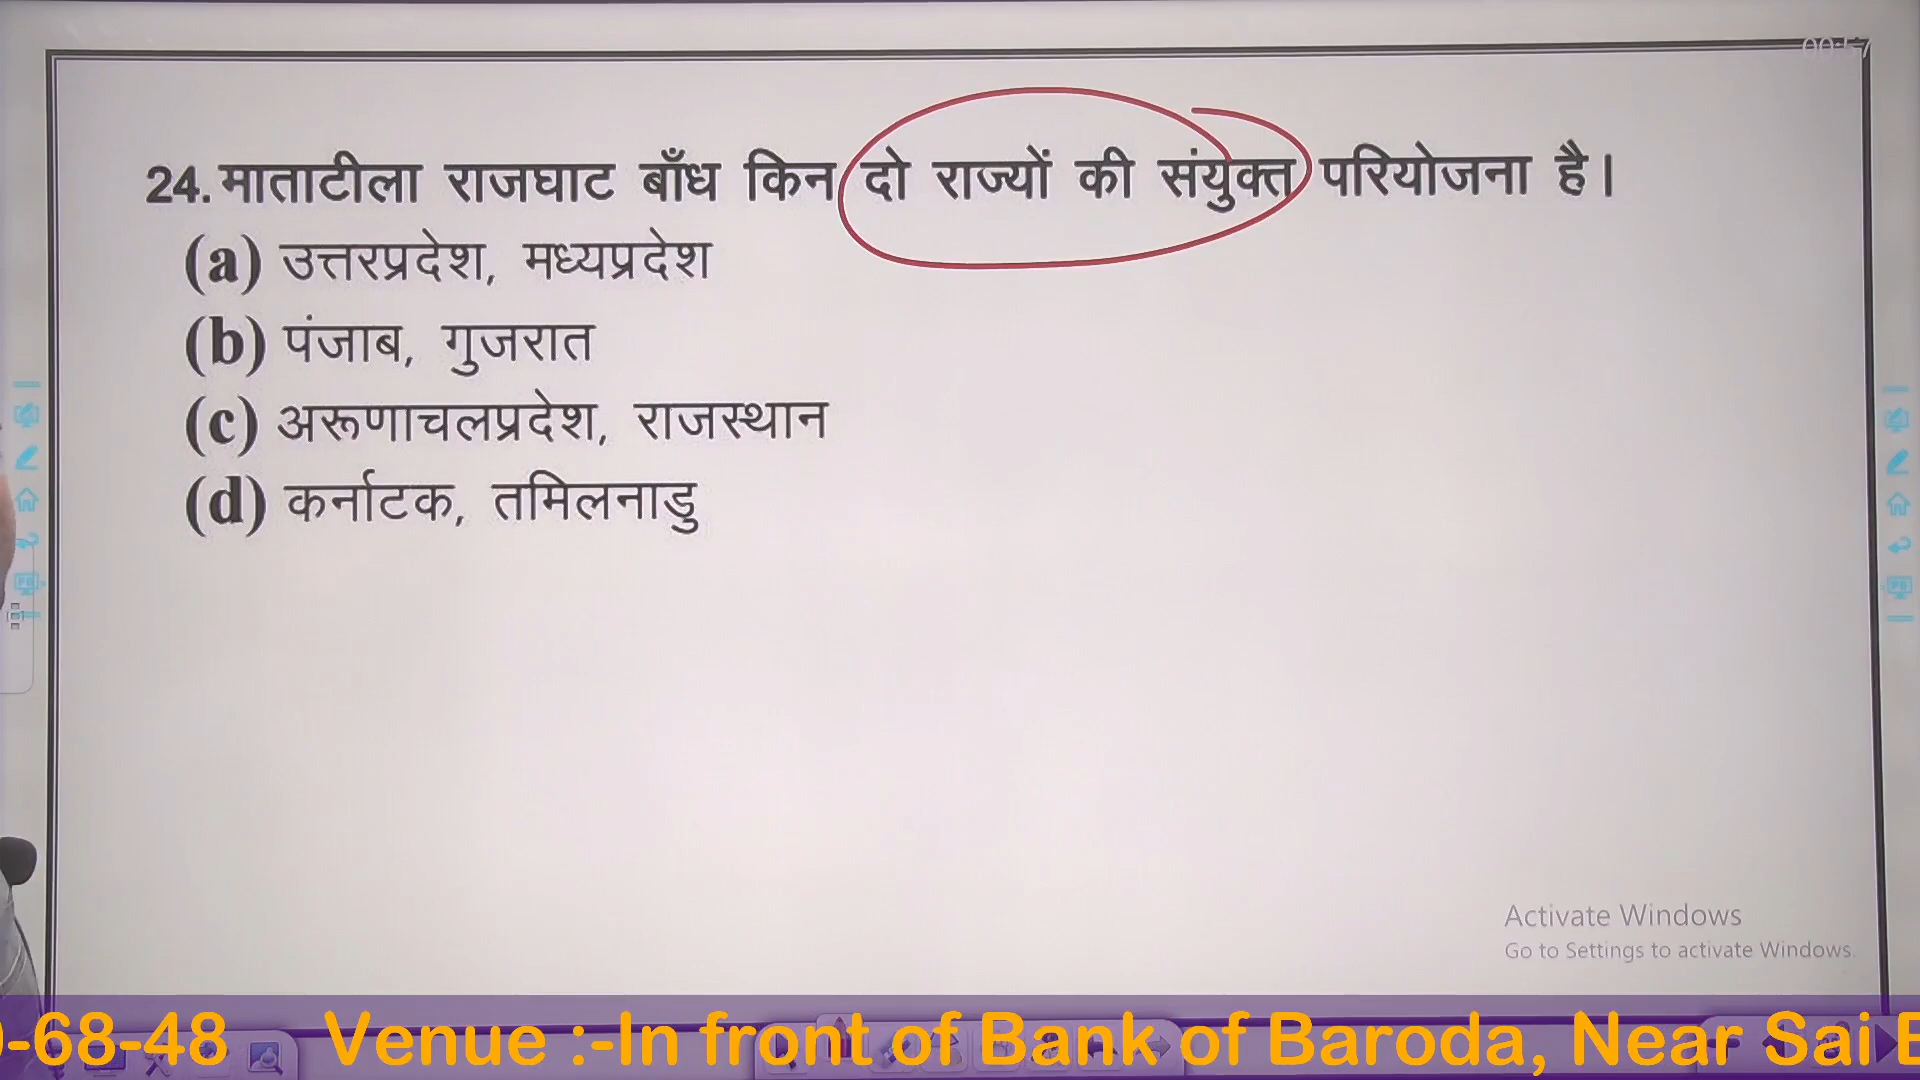 00:57
24. माताटीला राजघाट बाँध किन दो राज्यों की संयुक्त परियोजना है।
(a) उत्तरप्रदेश, मध्यप्रदेश
(b) पंजाब, गुजरात
(c) अरूणाचलप्रदेश, राजस्थान
(d) कर्नाटक, तमिलनाडु
Activate Windows
Go to Settings to activate Windows.
-68-48 Venue :-In front of Bank of Baroda, Near Sai